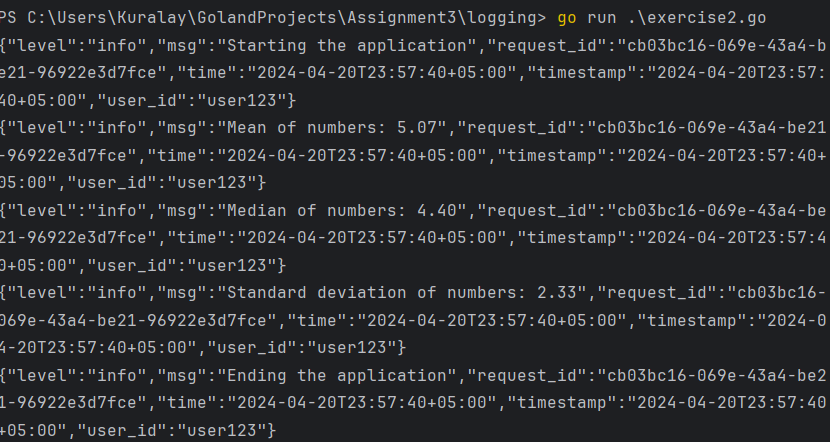 PS C:\Users\Kuralay\GolandProjects\Assignment3\logging> go run .\exercise2.go
{"level":"info","msg":"Starting the application","request_id":"cb03bc16-069e-43a4-b
e21-96922e3d7fce","time":"2024-04-20T23:57:40+05:00","timestamp":"2024-04-20T23:57:
40+05:00","user_id":"user123"}
{"level":"info","msg":"Mean of numbers: 5.07","request_id":"cb03bc16-069e-43a4-be21
-96922e3d7fce","time":"2024-04-20T23:57:40+05:00","timestamp":"2024-04-20T23:57:40+
05:00","user_id":"user123"}
{"level":"info","msg":"Median of numbers: 4.40","request_id":"cb03bc16-069e-43a4-be
21-96922e3d7fce","time":"2024-04-20T23:57:40+05:00","timestamp":"2024-04-20T23:57:4
0+05:00","user_id":"user123"}
{"level":"info","msg":"Standard deviation of numbers: 2.33","request_id":"cb03bc16-
069e-43a4-be21-96922e3d7fce","time":"2024-04-20T23:57:40+05:00","timestamp":"2024-0
4-20T23:57:40+05:00","user_id":"user123"}
{"level":"info","msg":"Ending the application","request_id":"cb03bc16-069e-43a4-be2
1-96922e3d7fce","time":"2024-04-20T23:57:40+05:00","timestamp":"2024-04-20T23:57:40
+05:00","user_id":"user123"}